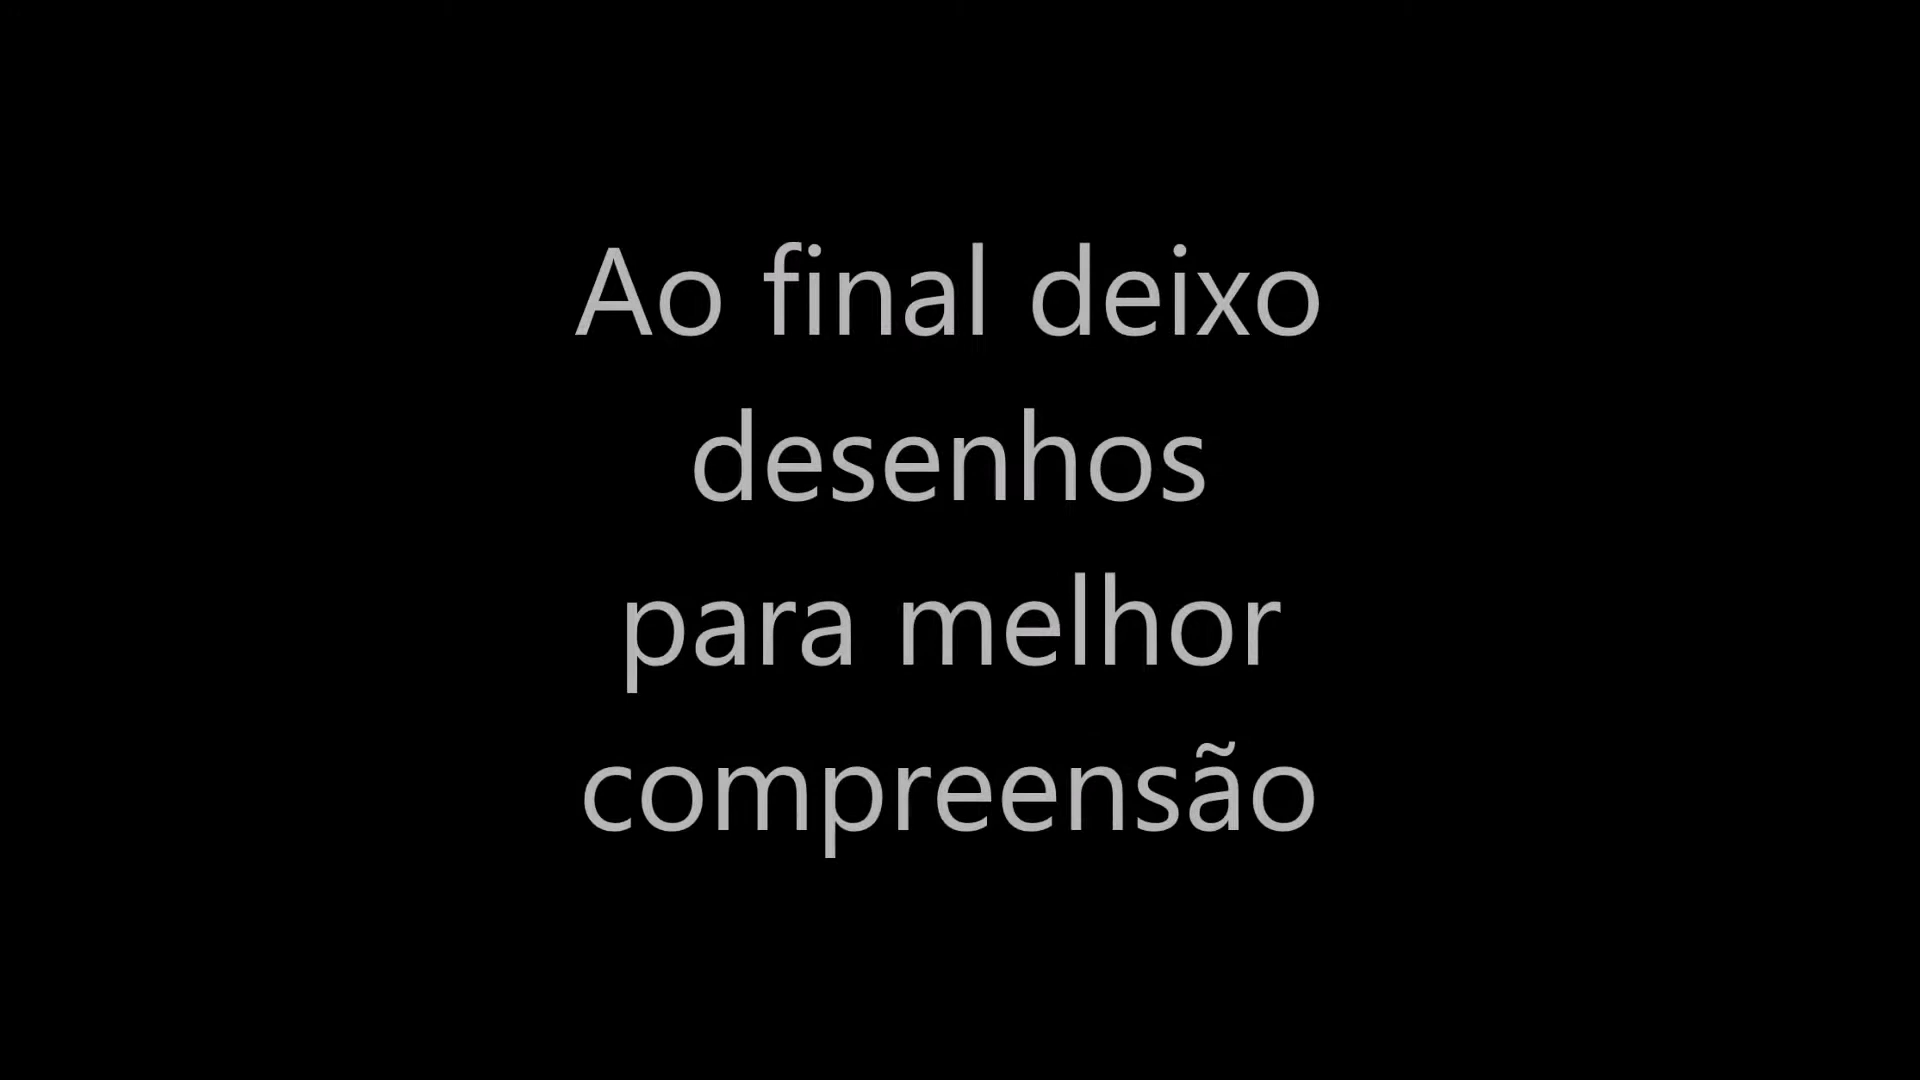 Ao final deixo
desenhos
para melhor
compreensão